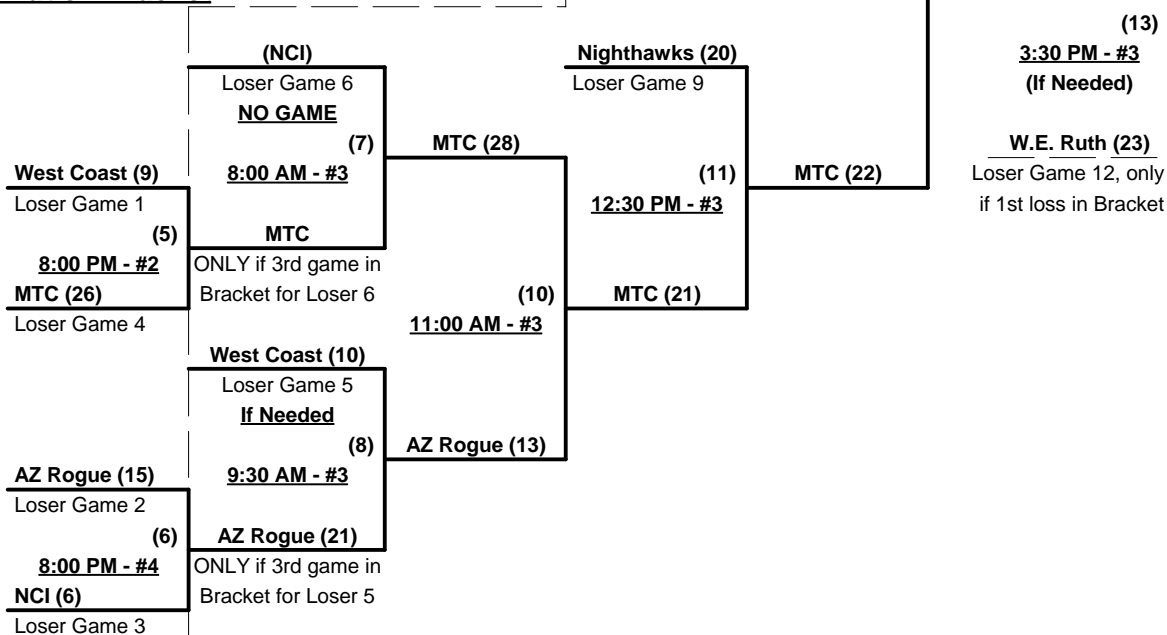 (13)
(NCI)
Nighthawks (20)
3:30 PM - #3
Loser Game 6
Loser Game 9
(If Needed)
NO GAME
(7)
MTC (28)
W.E. Ruth (23)
West Coast (9)
8:00 AM - #3
(11)
MTC (22)
Loser Game 12, only
Loser Game 1
12:30 PM - #3
if 1st loss in Bracket
(5)
MTC
8:00 PM - #2
ONLY if 3rd game in
MTC (26)
Bracket for Loser 6
(10)
MTC (21)
Loser Game 4
11:00 AM - #3
West Coast (10)
Loser Game 5
If Needed
(8)
AZ Rogue (13)
AZ Rogue (15)
9:30 AM - #3
Loser Game 2
(6)
AZ Rogue (21)
8:00 PM - #4
ONLY if 3rd game in
NCI (6)
Bracket for Loser 5
Loser Game 3